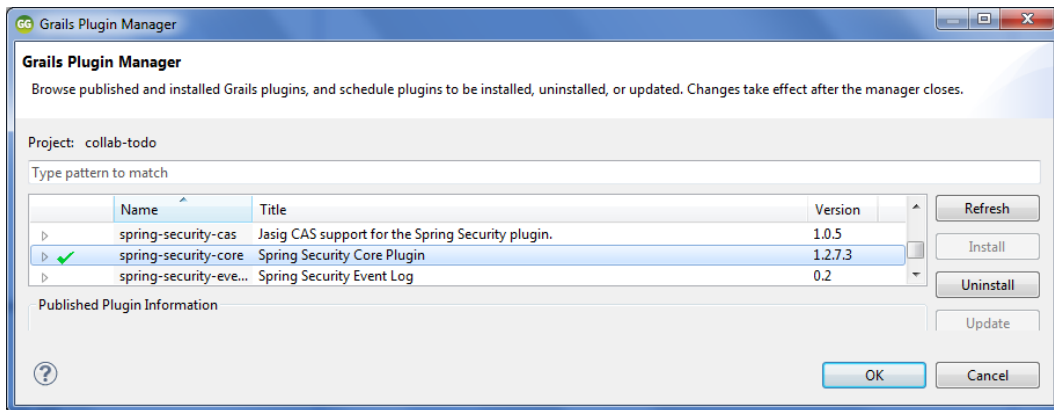 GG Grails Plugin Manager
Grails Plugin Manager
Browse published and installed Grails plugins, and schedule plugins to be installed, uninstalled, or updated. Changes take effect after the manager closes.
Project: collab-todo
Type pattern to match
Name Title Version
spring-security-cas Jasig CAS support for the Spring Security plugin. 1.0.5
spring-security-core Spring Security Core Plugin 1.2.7.3
spring-security-eve... Spring Security Event Log 0.2
Refresh
Install
Uninstall
Update
Published Plugin Information
?
OK
Cancel